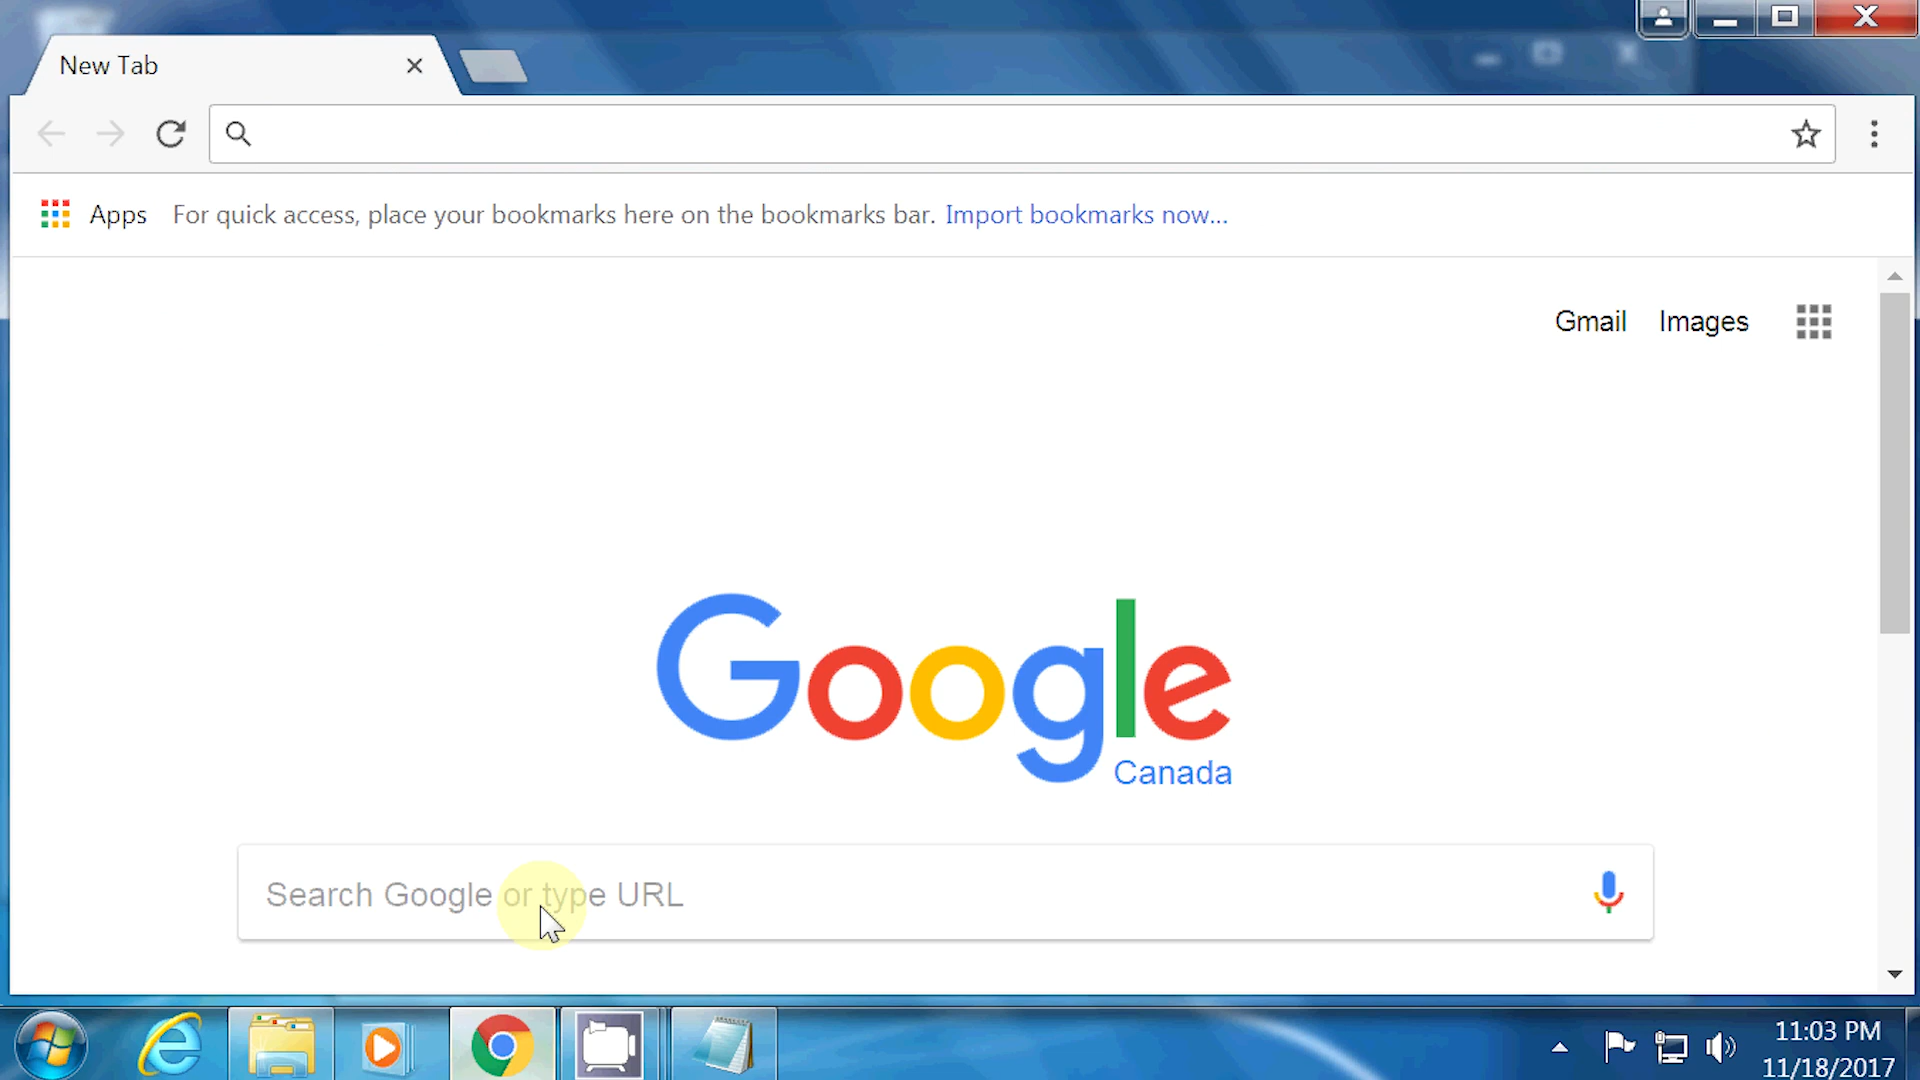 New Tab
Apps For quick access, place your bookmarks here on the bookmarks bar. Import bookmarks now...
Gmail Images
Google
Canada
Search Google or type URL
11:03 PM
11/18/2017